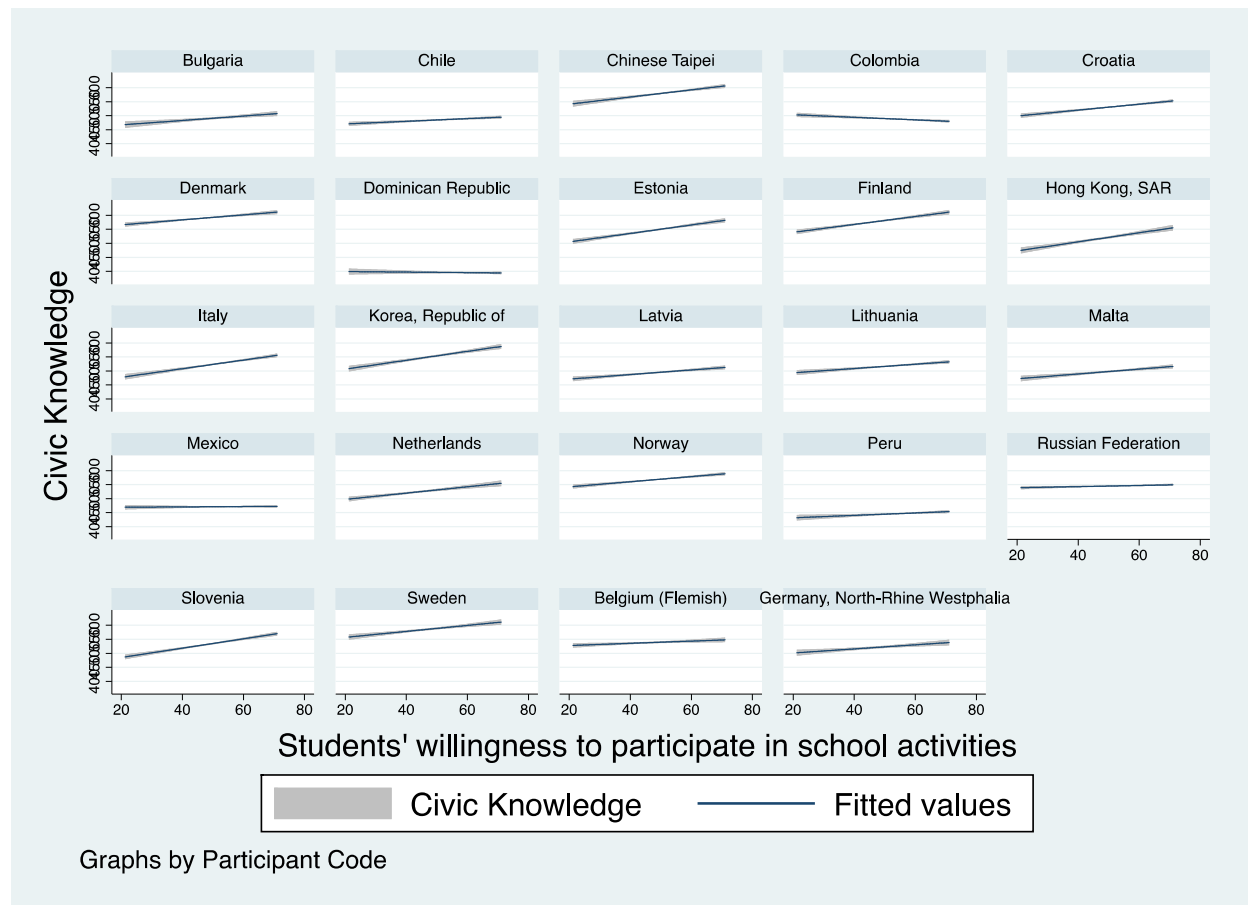 Bulgaria Chile Chinese Taipei Colombia Croatia
Denmark Dominican Republic Estonia Finland Hong Kong, SAR
Italy Korea, Republic of Latvia Lithuania Malta
Mexico Netherlands Norway Peru Russian Federation
20 40 60 80
Slovenia Sweden Belgium (Flemish) Germany, North-Rhine Westphalia
20 40 60 80 20 40 60 80 20 40 60 80 20 40 60 80
Civic Knowledge
Students' willingness to participate in school activities
Civic Knowledge Fitted values
Graphs by Participant Code